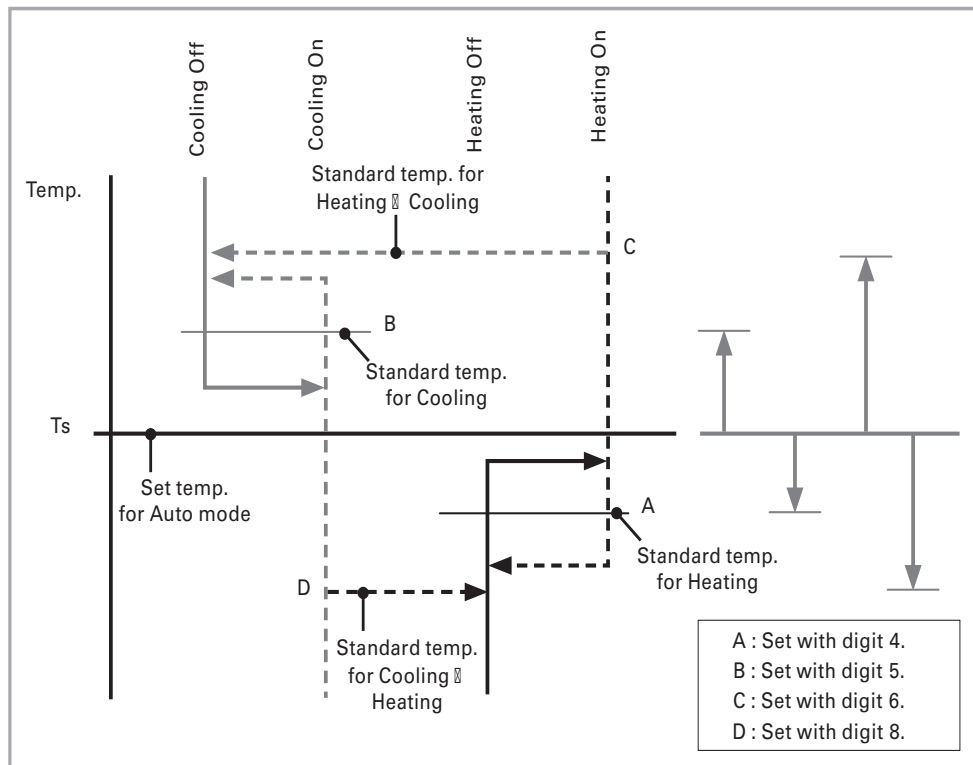 Cooling Off
Cooling On
Heating Off
Heating On
Temp.
Standard temp. for
Heating Cooling
C
B
Standard temp.
for Cooling
Ts
Set temp.
for Auto mode
A
Standard temp.
for Heating
D
Standard temp.
for Cooling
Heating
A : Set with digit 4.
B : Set with digit 5.
C : Set with digit 6.
D : Set with digit 8.